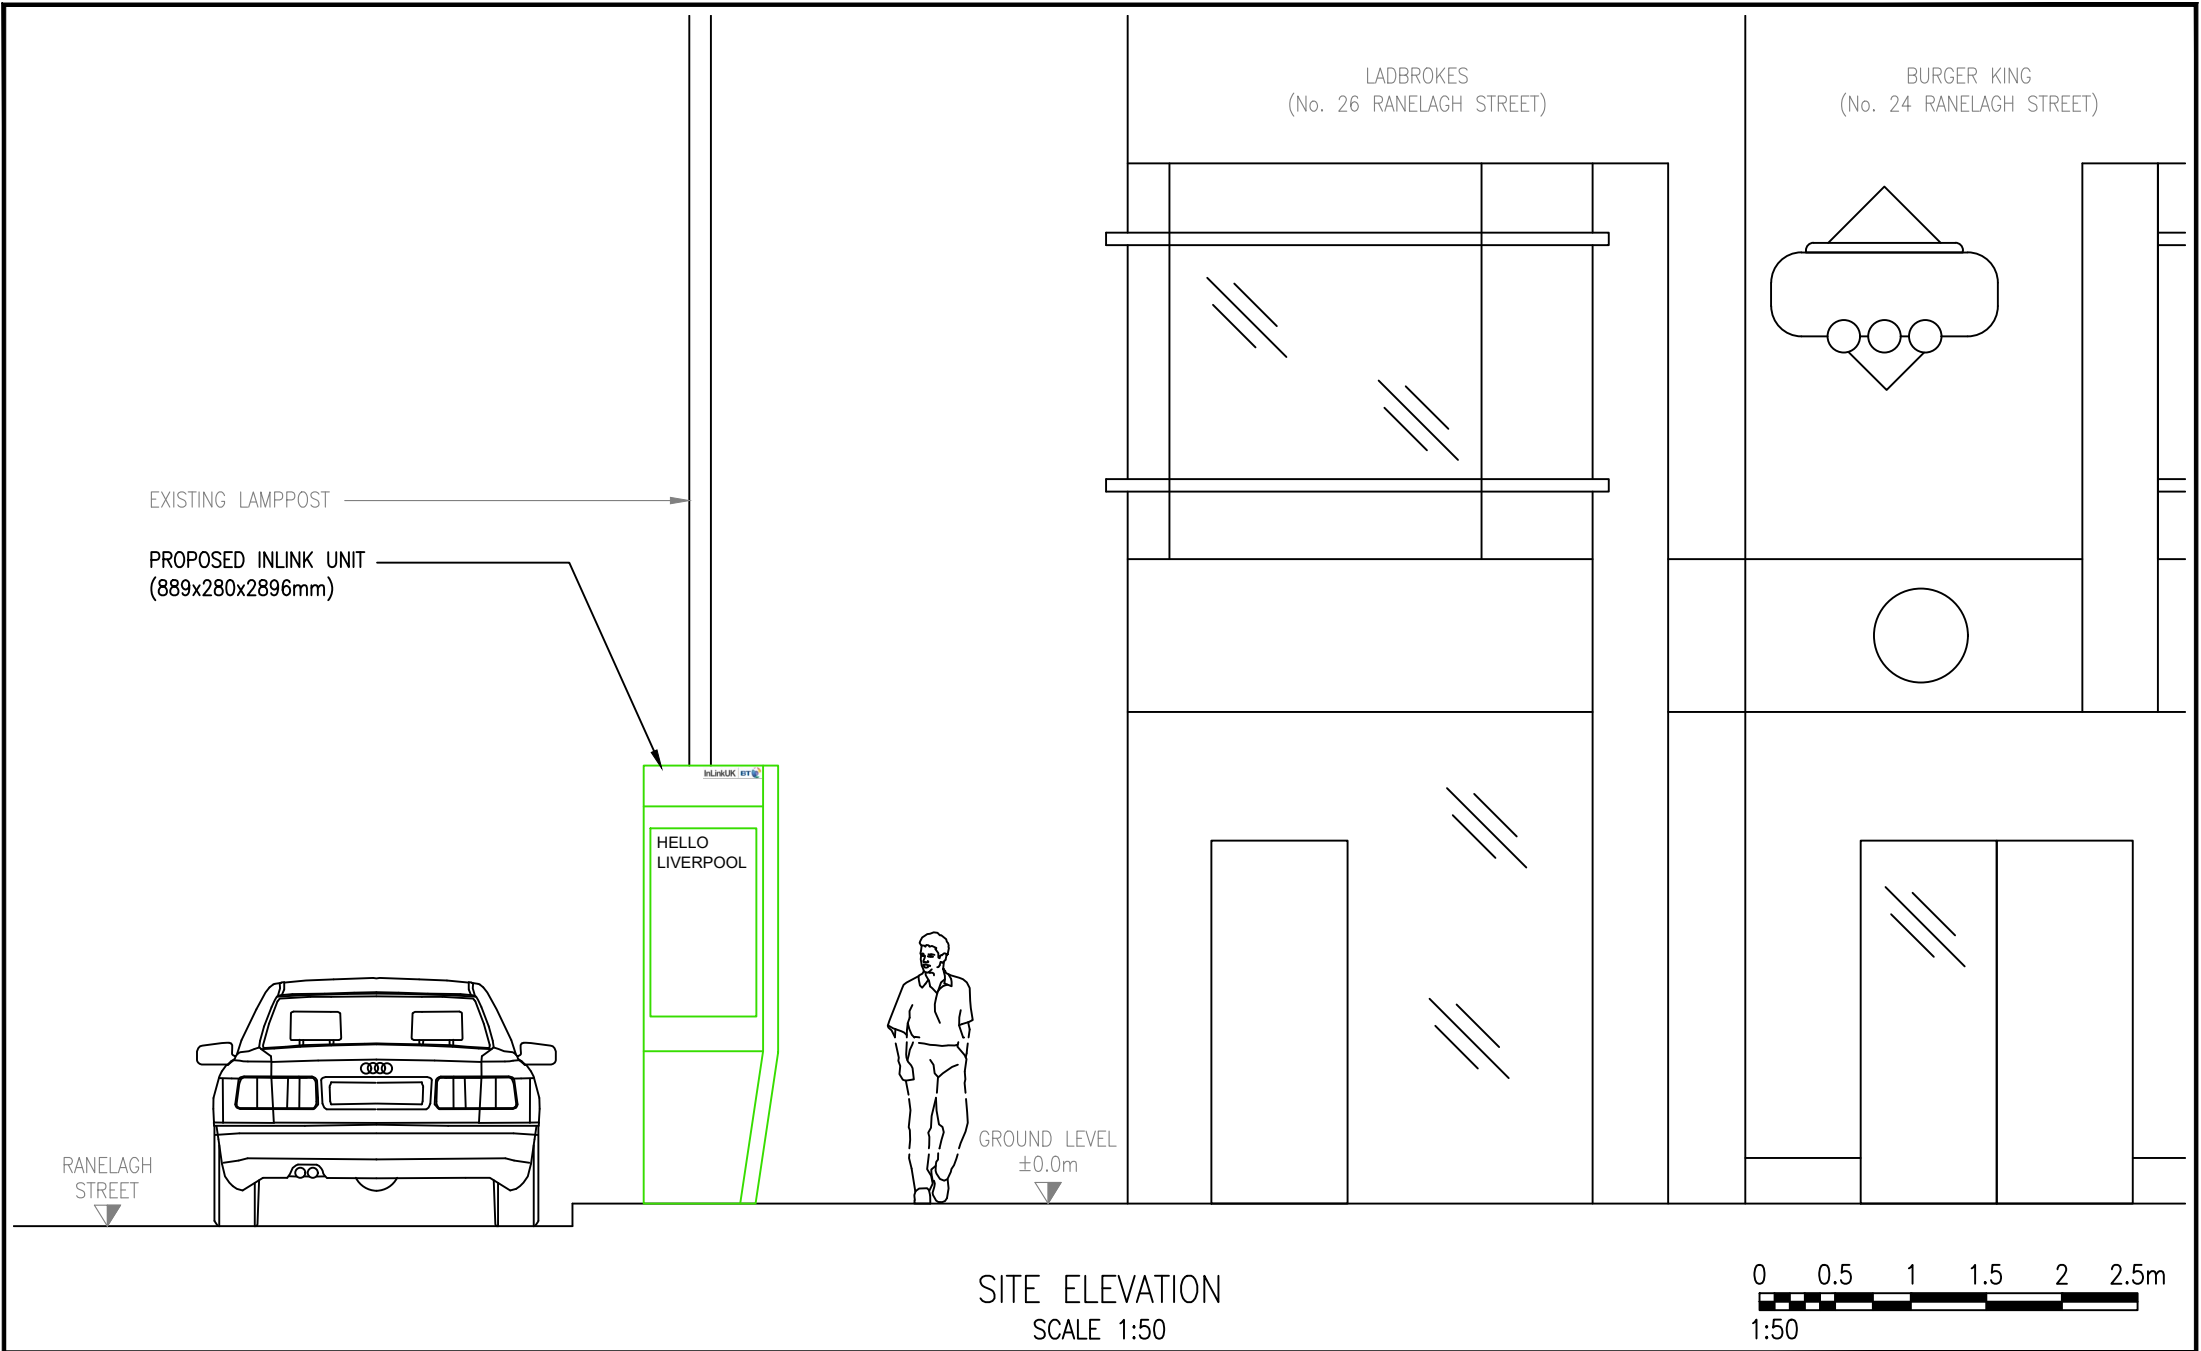 LADBROKES
(No. 26 RANELAGH STREET)
BURGER KING
(No. 24 RANELAGH STREET)
EXISTING LAMPPOST
PROPOSED INLINK UNIT
(889x280x2896mm)
InLinkUK BT
HELLO
LIVERPOOL
GROUND LEVEL
±0.0m
RANELAGH
STREET
SITE ELEVATION
SCALE 1:50
0 0.5 1 1.5 2 2.5m
1:50